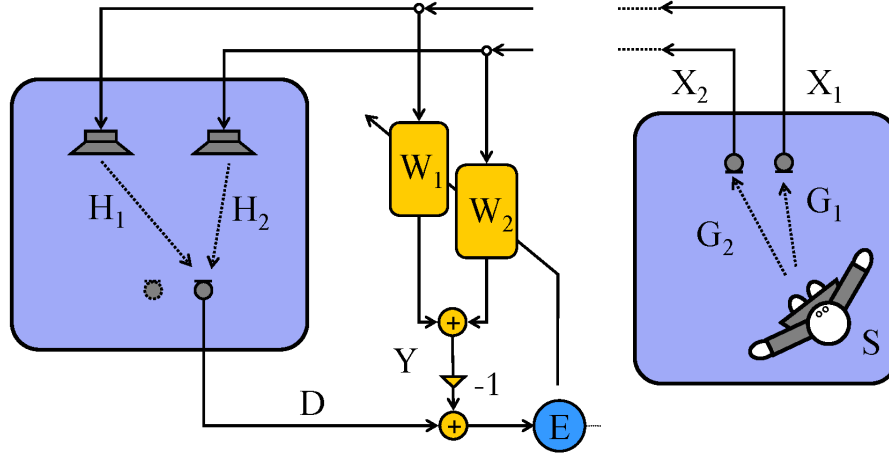 X₂
X₁
W₁
H₁
H₂
W₂
G₁
G₂
+
S
Y
-1
D
+
E